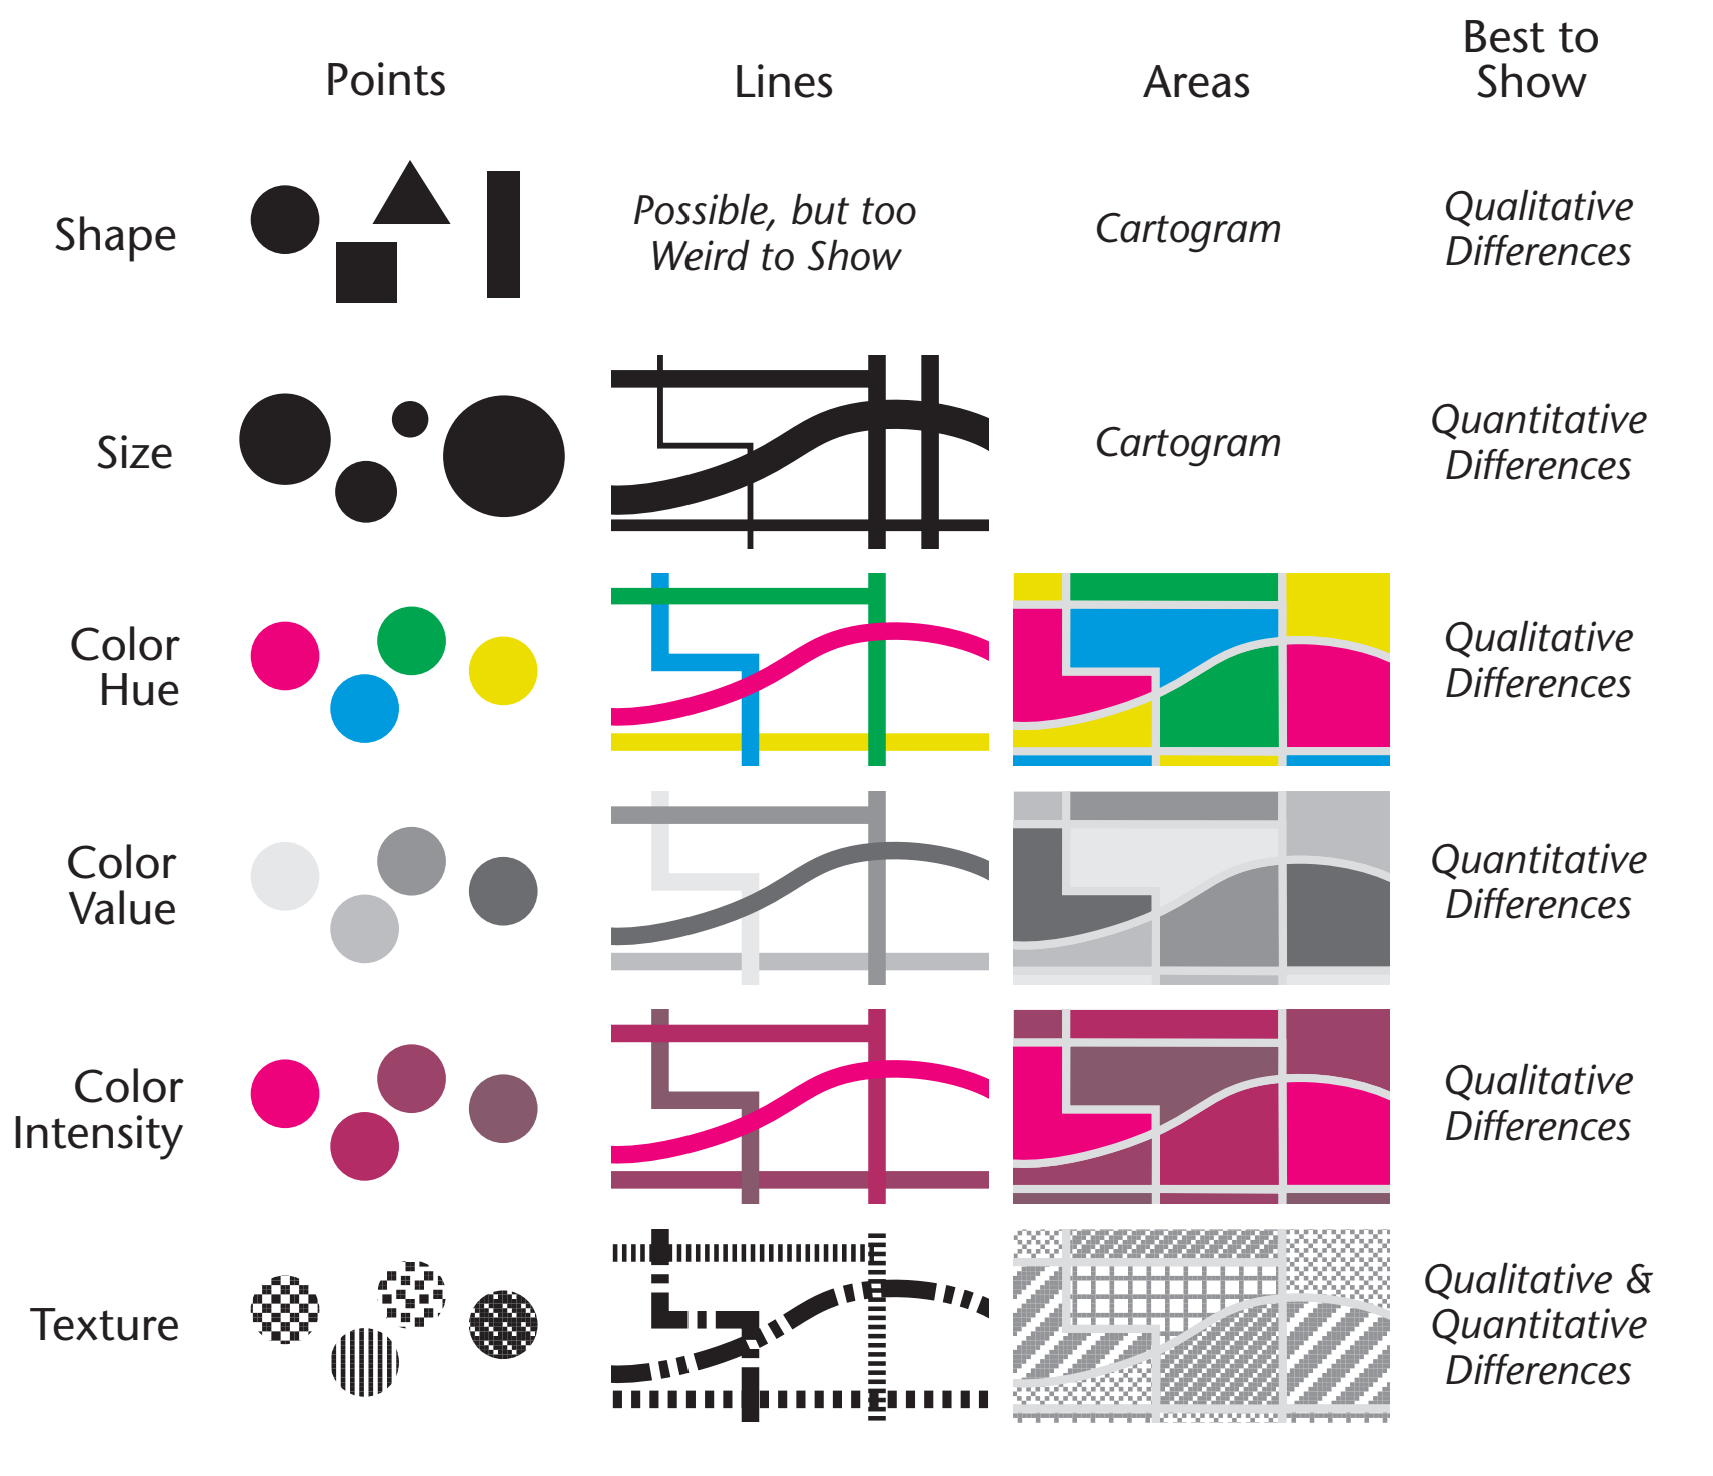 Points
Lines
Areas
Best to
Show
Shape
Possible, but too
Weird to Show
Cartogram
Qualitative
Differences
Size
Cartogram
Quantitative
Differences
Color
Hue
Qualitative
Differences
Color
Value
Quantitative
Differences
Color
Intensity
Qualitative
Differences
Texture
Qualitative &
Quantitative
Differences